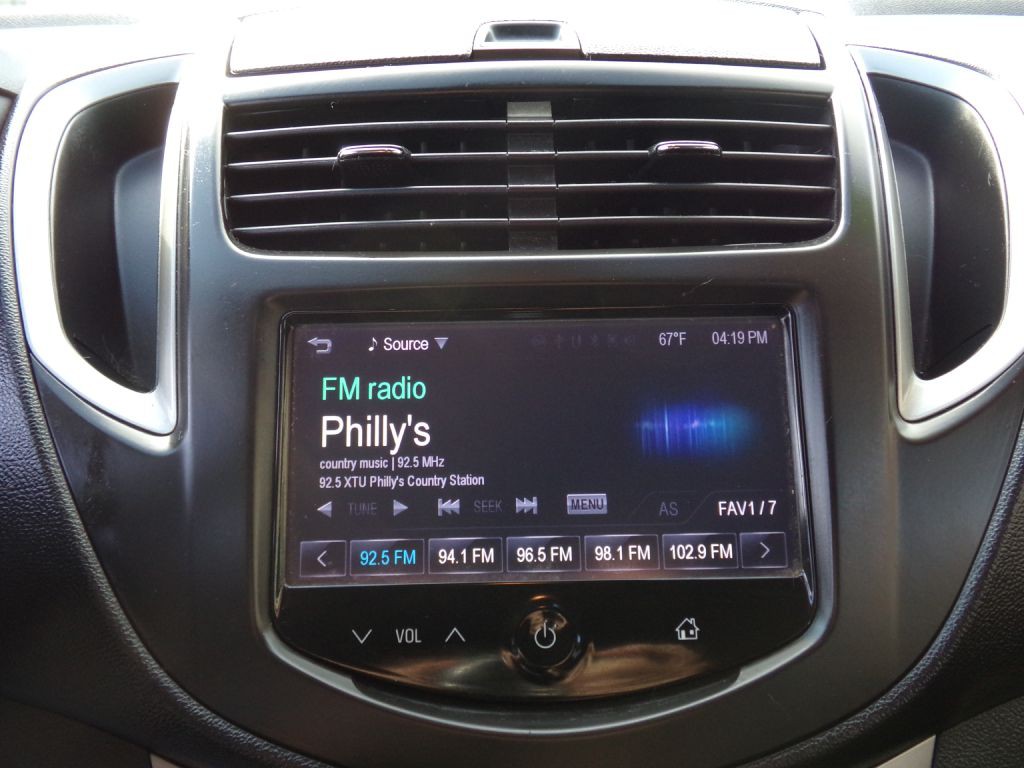 Source 67°F 04:19 PM
FM radio
Philly's
country music | 92.5 MHz
92.5 XTU Philly's Country Station
TUNE SEEK MENU AS FAV1 / 7
92.5 FM 94.1 FM 96.5 FM 98.1 FM 102.9 FM
VOL